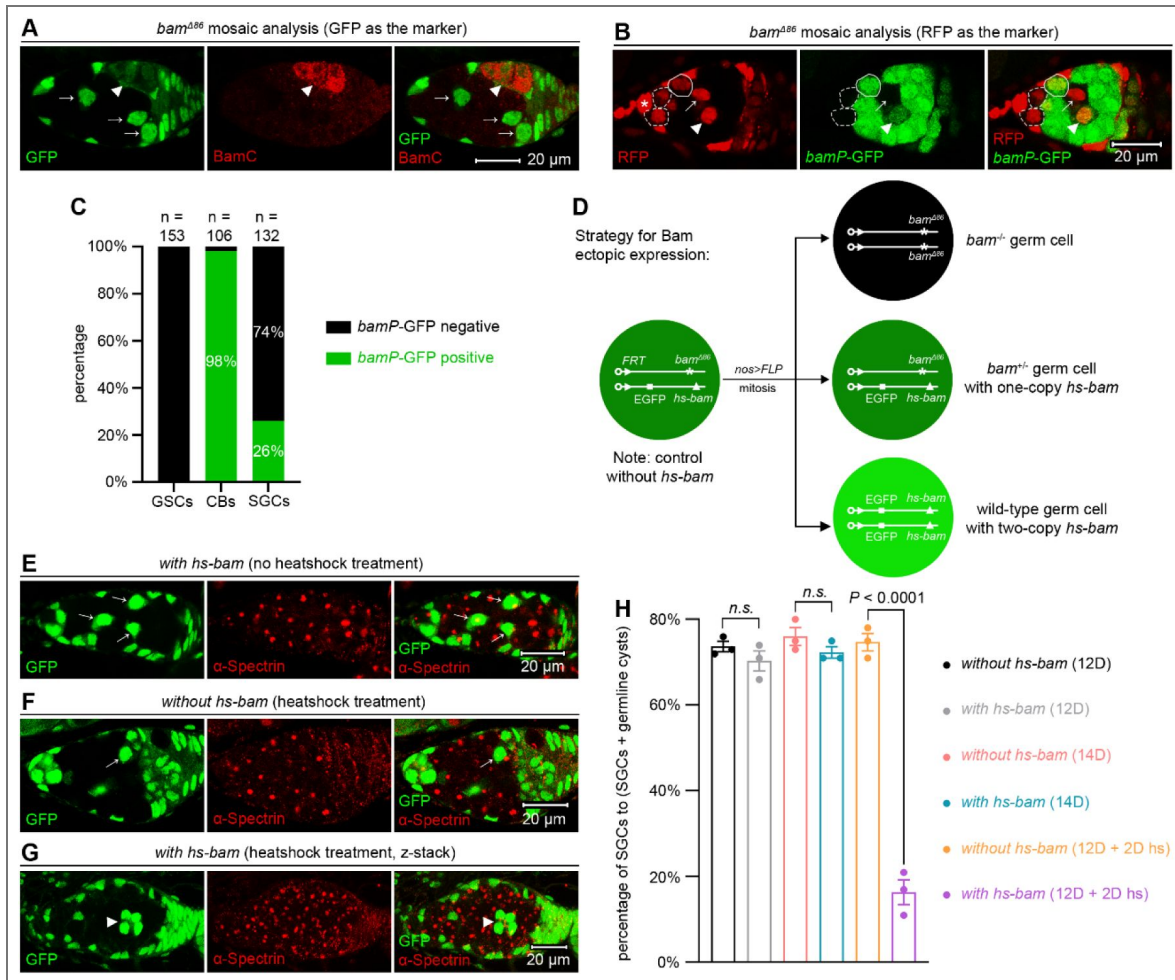 A
bam^Δ86 mosaic analysis (GFP as the marker)
GFP
BamC
GFP
BamC
20 µm
B
bam^Δ86 mosaic analysis (RFP as the marker)
*
RFP
bamP-GFP
RFP
bamP-GFP
20 µm
C
n =
153
n =
106
n =
132
percentage
100%
80%
60%
40%
20%
0%
98%
74%
26%
GSCs
CBs
SGCs
bamP-GFP negative
bamP-GFP positive
D
Strategy for Bam
ectopic expression:
FRT
bam^Δ86
EGFP
hs-bam
Note: control
without hs-bam
nos>FLP
mitosis
bam^Δ86
bam^Δ86
bam^-/- germ cell
bam^Δ86
EGFP
hs-bam
bam^+/- germ cell
with one-copy hs-bam
EGFP
hs-bam
EGFP
hs-bam
wild-type germ cell
with two-copy hs-bam
E
with hs-bam (no heatshock treatment)
GFP
α-Spectrin
GFP
α-Spectrin
20 µm
F
without hs-bam (heatshock treatment)
GFP
α-Spectrin
GFP
α-Spectrin
20 µm
G
with hs-bam (heatshock treatment, z-stack)
GFP
α-Spectrin
GFP
α-Spectrin
20 µm
H
percentage of SGCs to (SGCs + germline cysts)
80%
60%
40%
20%
0%
n.s.
n.s.
P < 0.0001
without hs-bam (12D)
with hs-bam (12D)
without hs-bam (14D)
with hs-bam (14D)
without hs-bam (12D + 2D hs)
with hs-bam (12D + 2D hs)